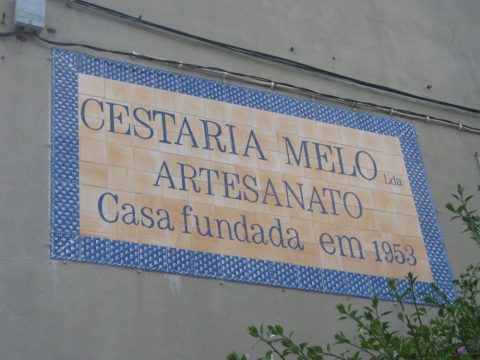 CESTARIA MELO Lda
ARTESANATO
Casa fundada em 1953